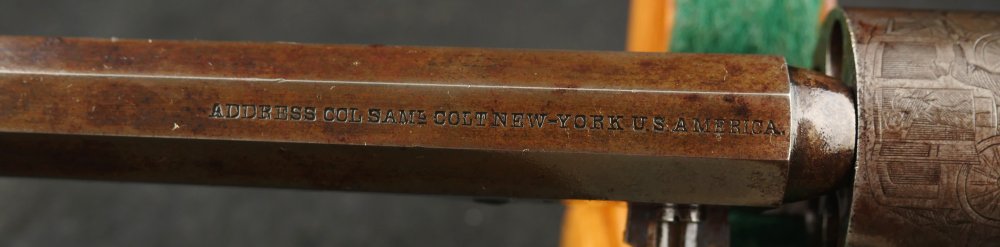 ADDRESS COL SAML COLT NEW-YORK U.S. AMERICA.